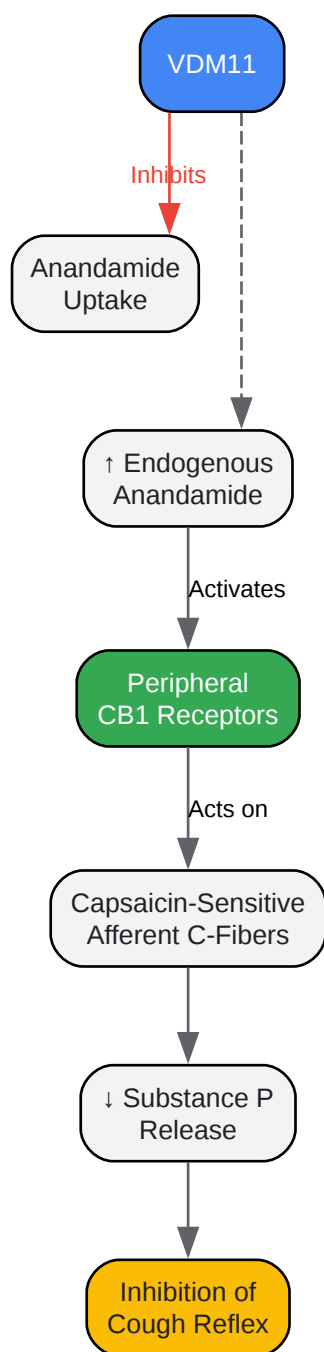 VDM11
Inhibits
Anandamide
Uptake
↑ Endogenous
Anandamide
Activates
Peripheral
CB1 Receptors
Acts on
Capsaicin-Sensitive
Afferent C-Fibers
↓ Substance P
Release
Inhibition of
Cough Reflex